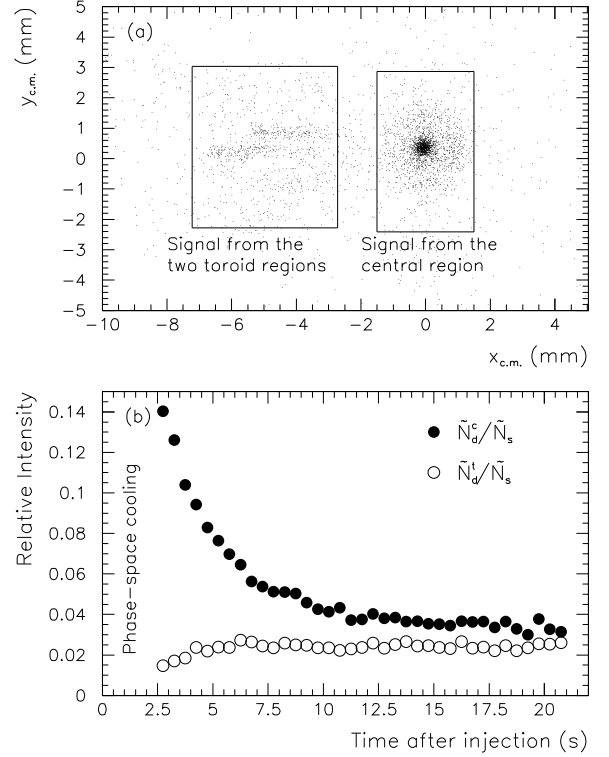 (a)
y_c.m. (mm)
5
4
3
2
1
0
−1
−2
−3
−4
−5
Signal from the
two toroid regions
Signal from the
central region
−10 −8 −6 −4 −2 0 2 4
x_c.m. (mm)
(b)
Relative Intensity
0.14
0.12
0.1
0.08
0.06
0.04
0.02
0
Phase−space cooling
Ñ_d^c/Ñ_s
Ñ_d^t/Ñ_s
0 2.5 5 7.5 10 12.5 15 17.5 20
Time after injection (s)